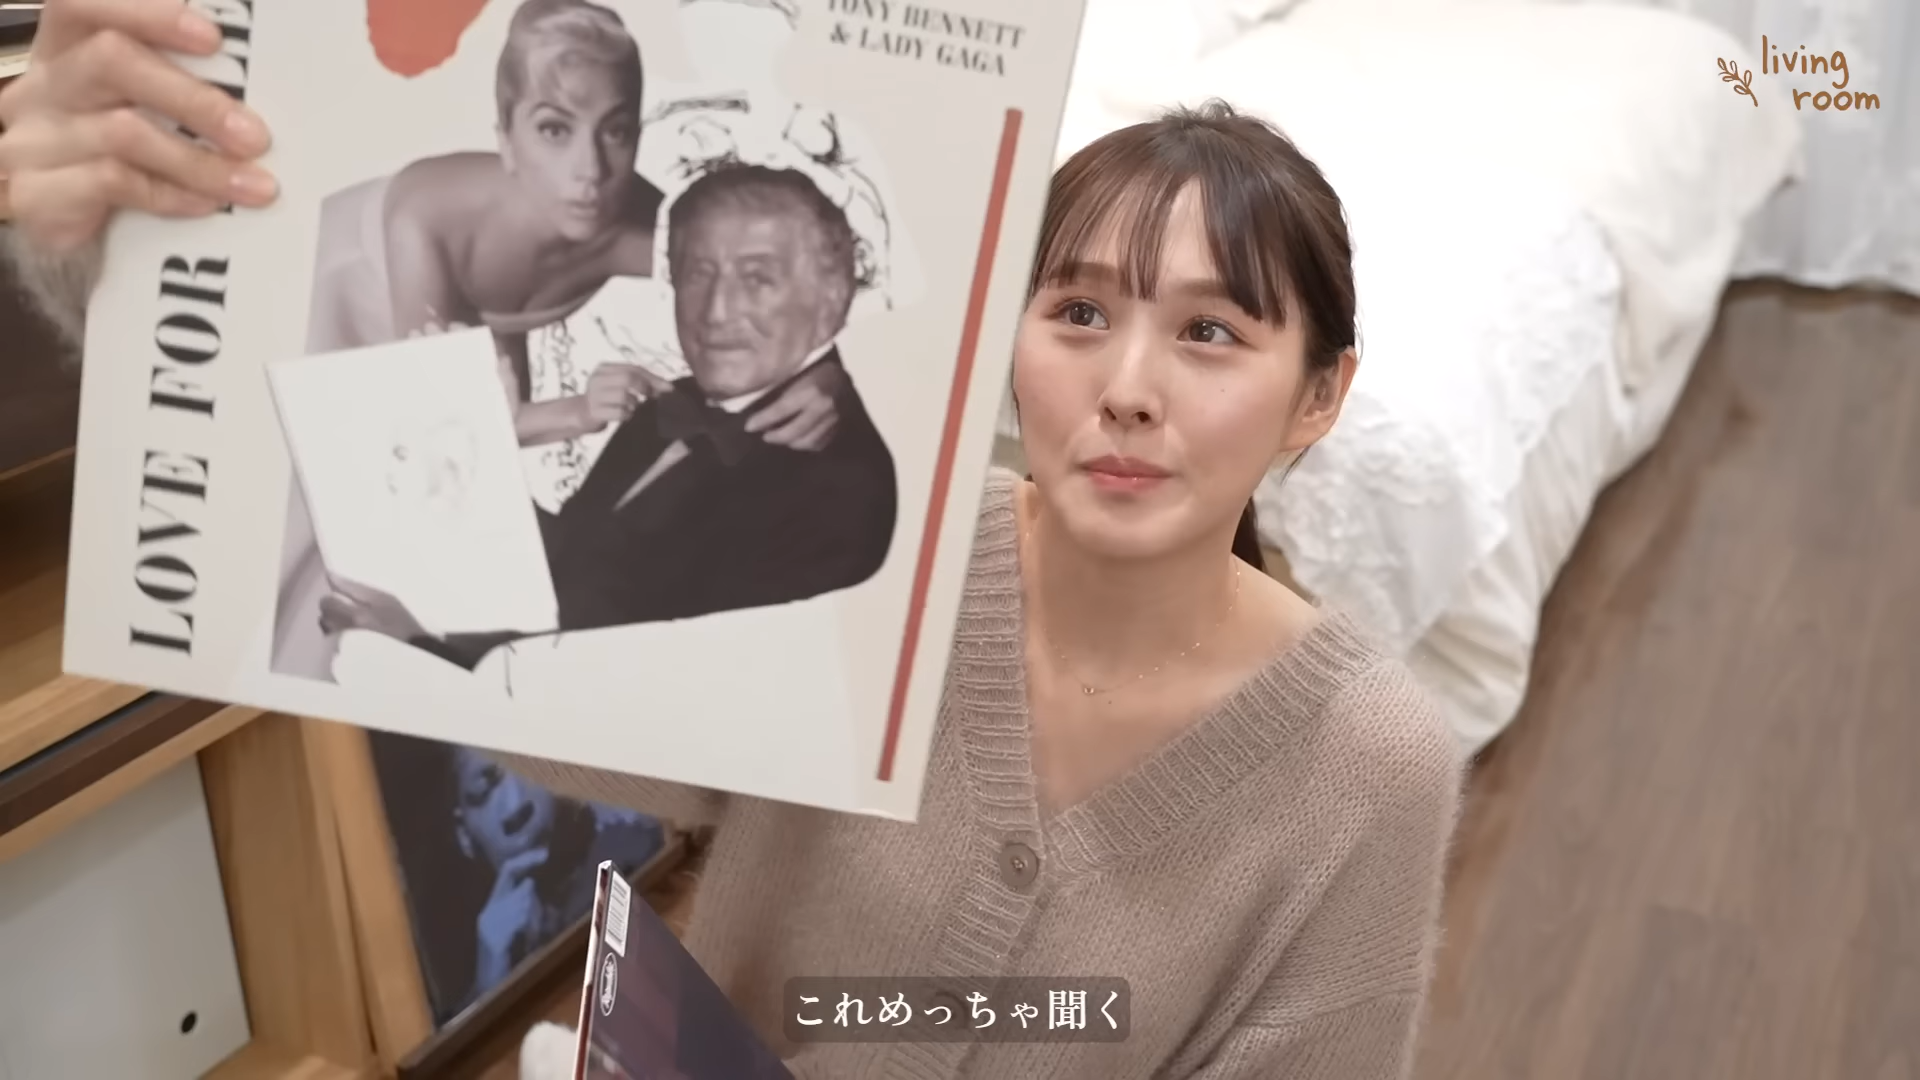 TONY BENNETT
& LADY GAGA
LOVE FOR
living
room
これめっちゃ聞く